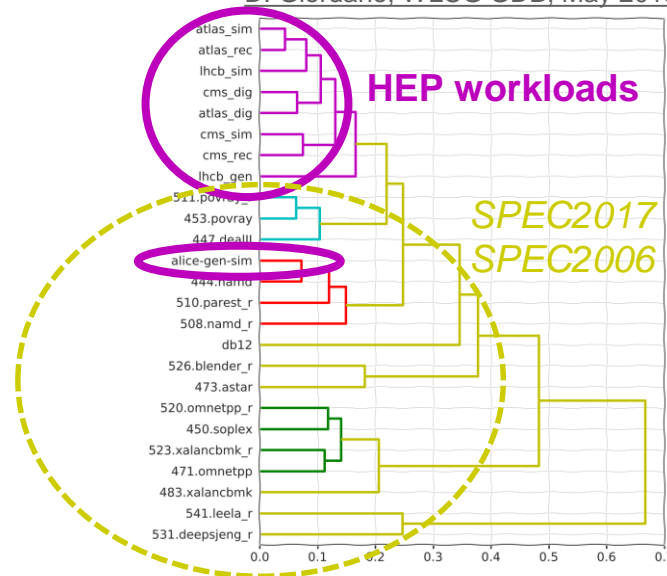 atlas_sim
atlas_rec
lhcb_sim
HEP workloads
cms_dig
atlas_dig
cms_sim
cms_rec
lhcb_gen
511.povray_
453.povray
SPEC2017
447.dealII
SPEC2006
alice-gen-sim
444.namd
510.parest_r
508.namd_r
db12
526.blender_r
473.astar
520.omnetpp_r
450.soplex
523.xalancbmk_r
471.omnetpp
483.xalancbmk
541.leela_r
531.deepsjeng_r
0.0 0.1 0.2 0.3 0.4 0.5 0.6